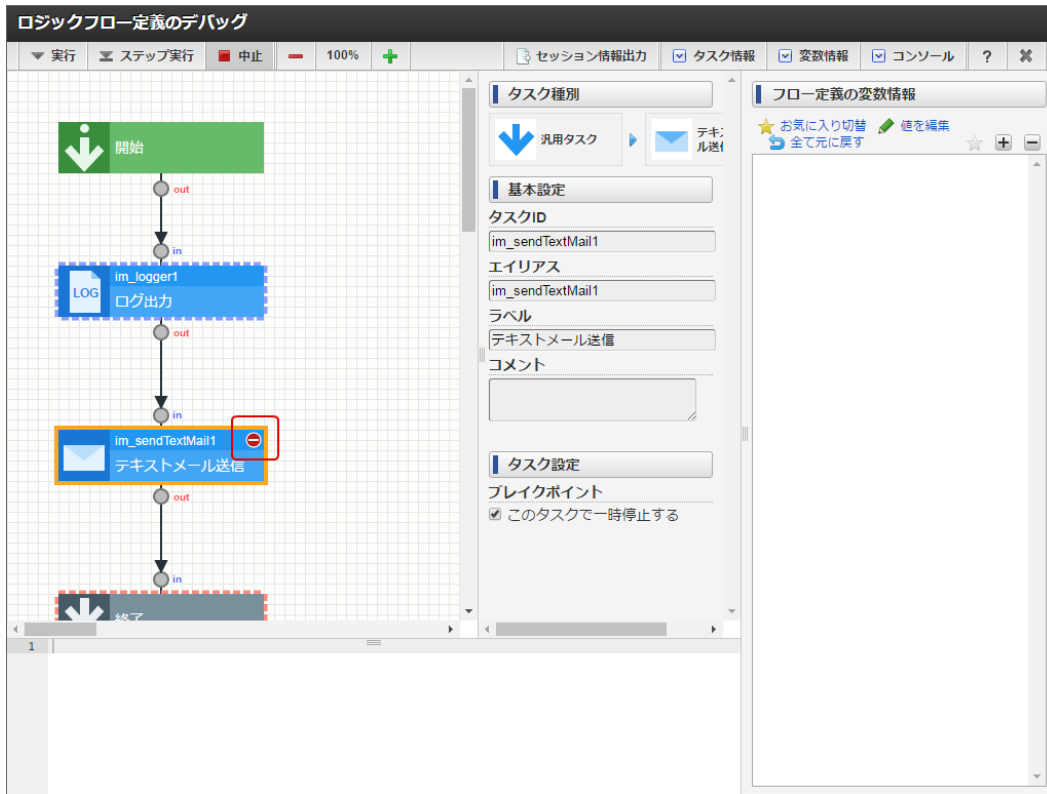 ロジックフロー定義のデバッグ
実行 ステップ実行 中止 100% セッション情報出力 タスク情報 変数情報 コンソール ?
開始
out
in
im_logger1
LOG
ログ出力
out
in
im_sendTextMail1
テキストメール送信
out
in
終了
タスク種別
汎用タスク
テキ
ル送
基本設定
タスクID
im_sendTextMail1
エイリアス
im_sendTextMail1
ラベル
テキストメール送信
コメント
タスク設定
ブレイクポイント
このタスクで一時停止する
フロー定義の変数情報
お気に入り切替 値を編集
全て元に戻す
1